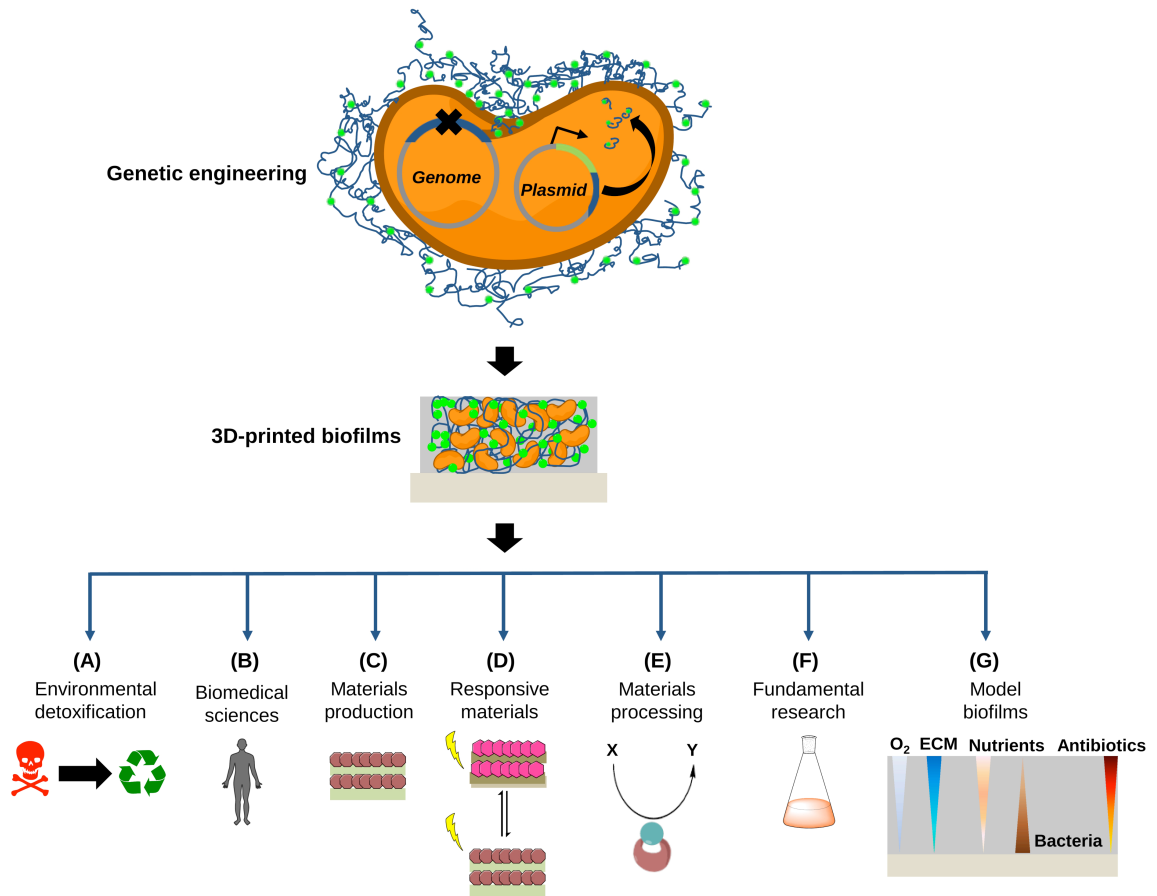 Genetic engineering
Genome
Plasmid
3D-printed biofilms
(A)
Environmental
detoxification
(B)
Biomedical
sciences
(C)
Materials
production
(D)
Responsive
materials
(E)
Materials
processing
X Y
(F)
Fundamental
research
(G)
Model
biofilms
O₂ ECM Nutrients Antibiotics
Bacteria